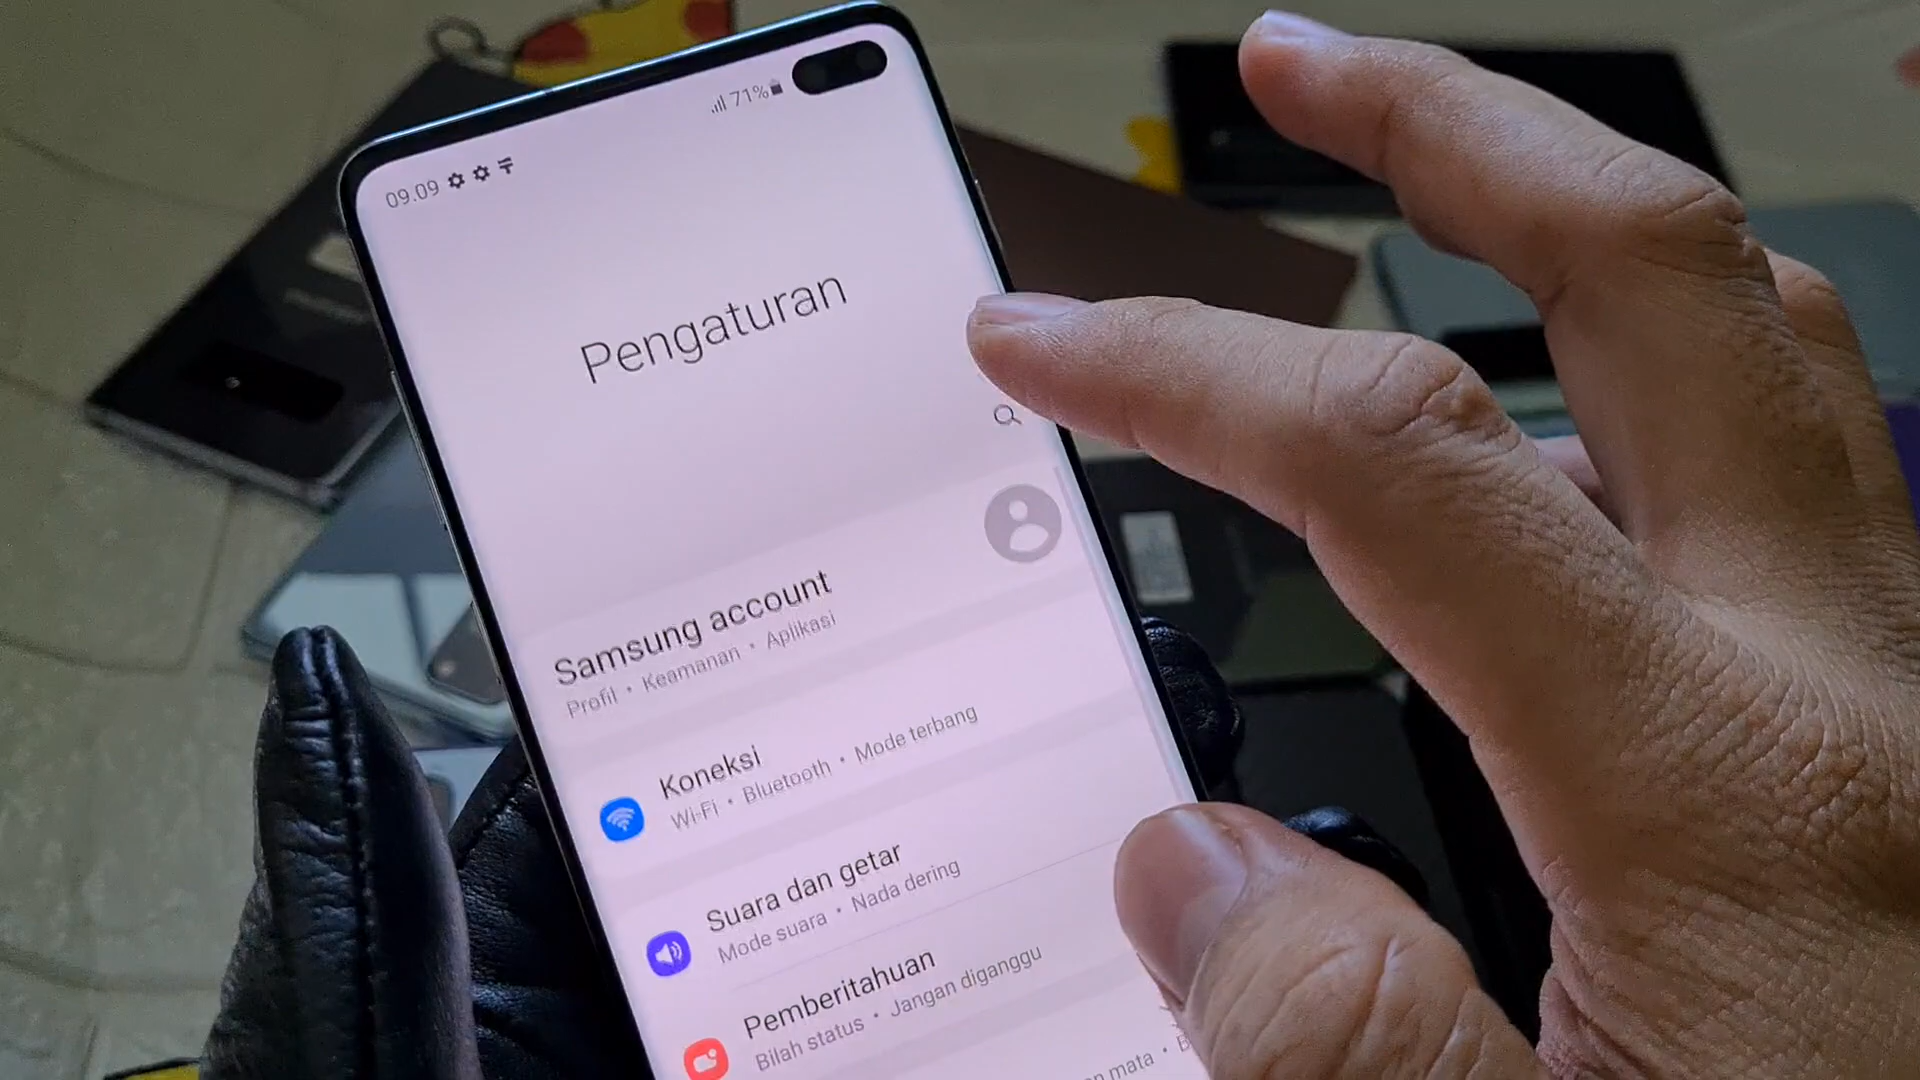 71%
09.09
Pengaturan
Samsung account
Profil • Keamanan • Aplikasi
Koneksi
Wi-Fi • Bluetooth • Mode terbang
Suara dan getar
Mode suara • Nada dering
Pemberitahuan
Bilah status • Jangan diganggu
mata •